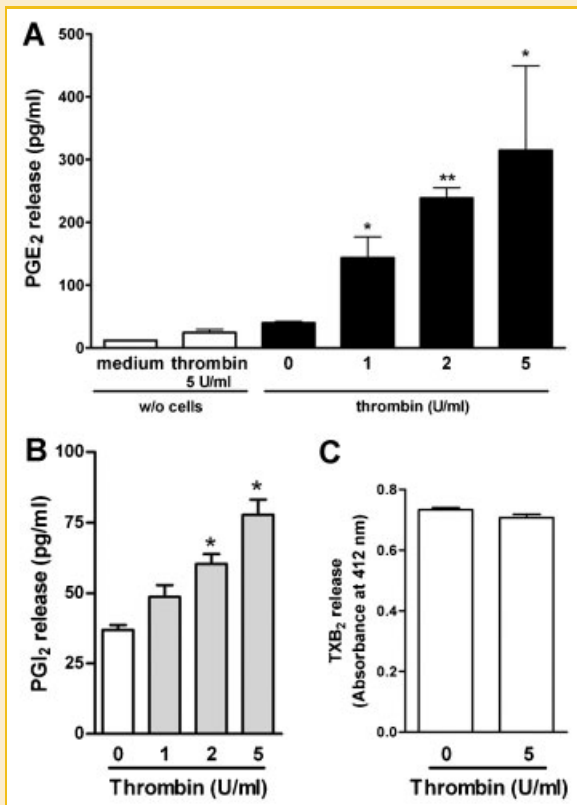 A
PGE2 release (pg/ml)
500
400
300
200
100
0
*
**
*
medium
thrombin
5 U/ml
0
1
2
5
w/o cells
thrombin (U/ml)
B
PGI2 release (pg/ml)
100
75
50
25
0
*
*
0
1
2
5
Thrombin (U/ml)
C
TXB2 release
(Absorbance at 412 nm)
0.8
0.6
0.4
0.2
0.0
0
5
Thrombin (U/ml)